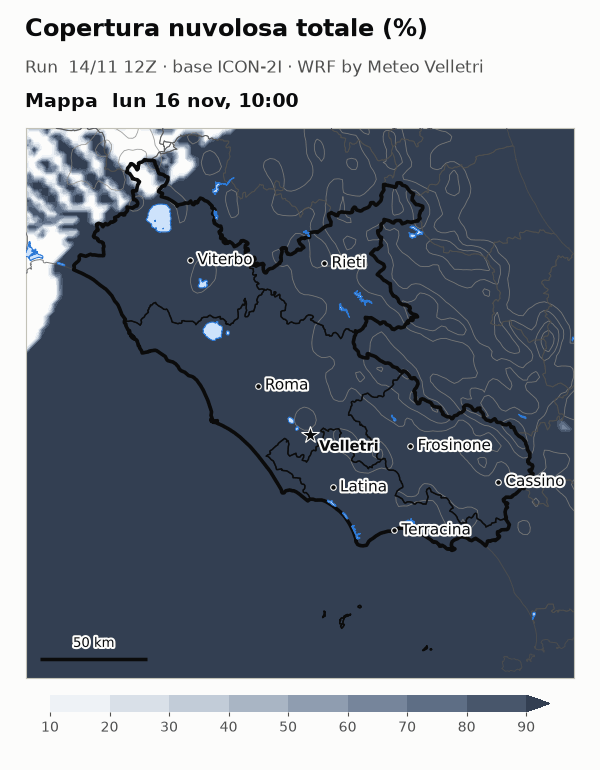 Copertura nuvolosa totale (%)
Run  14/11 12Z · base ICON-2I · WRF by Meteo Velletri
Mappa  lun 16 nov, 10:00
Viterbo
Rieti
Roma
Velletri
Frosinone
Cassino
Latina
Terracina
50 km
10 20 30 40 50 60 70 80 90